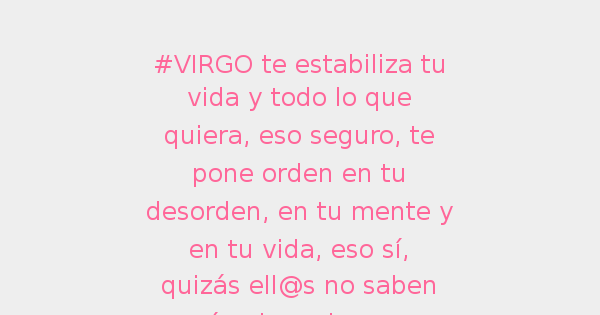 #VIRGO te estabiliza tu
vida y todo lo que
quiera, eso seguro, te
pone orden en tu
desorden, en tu mente y
en tu vida, eso sí,
quizás ell@s no saben